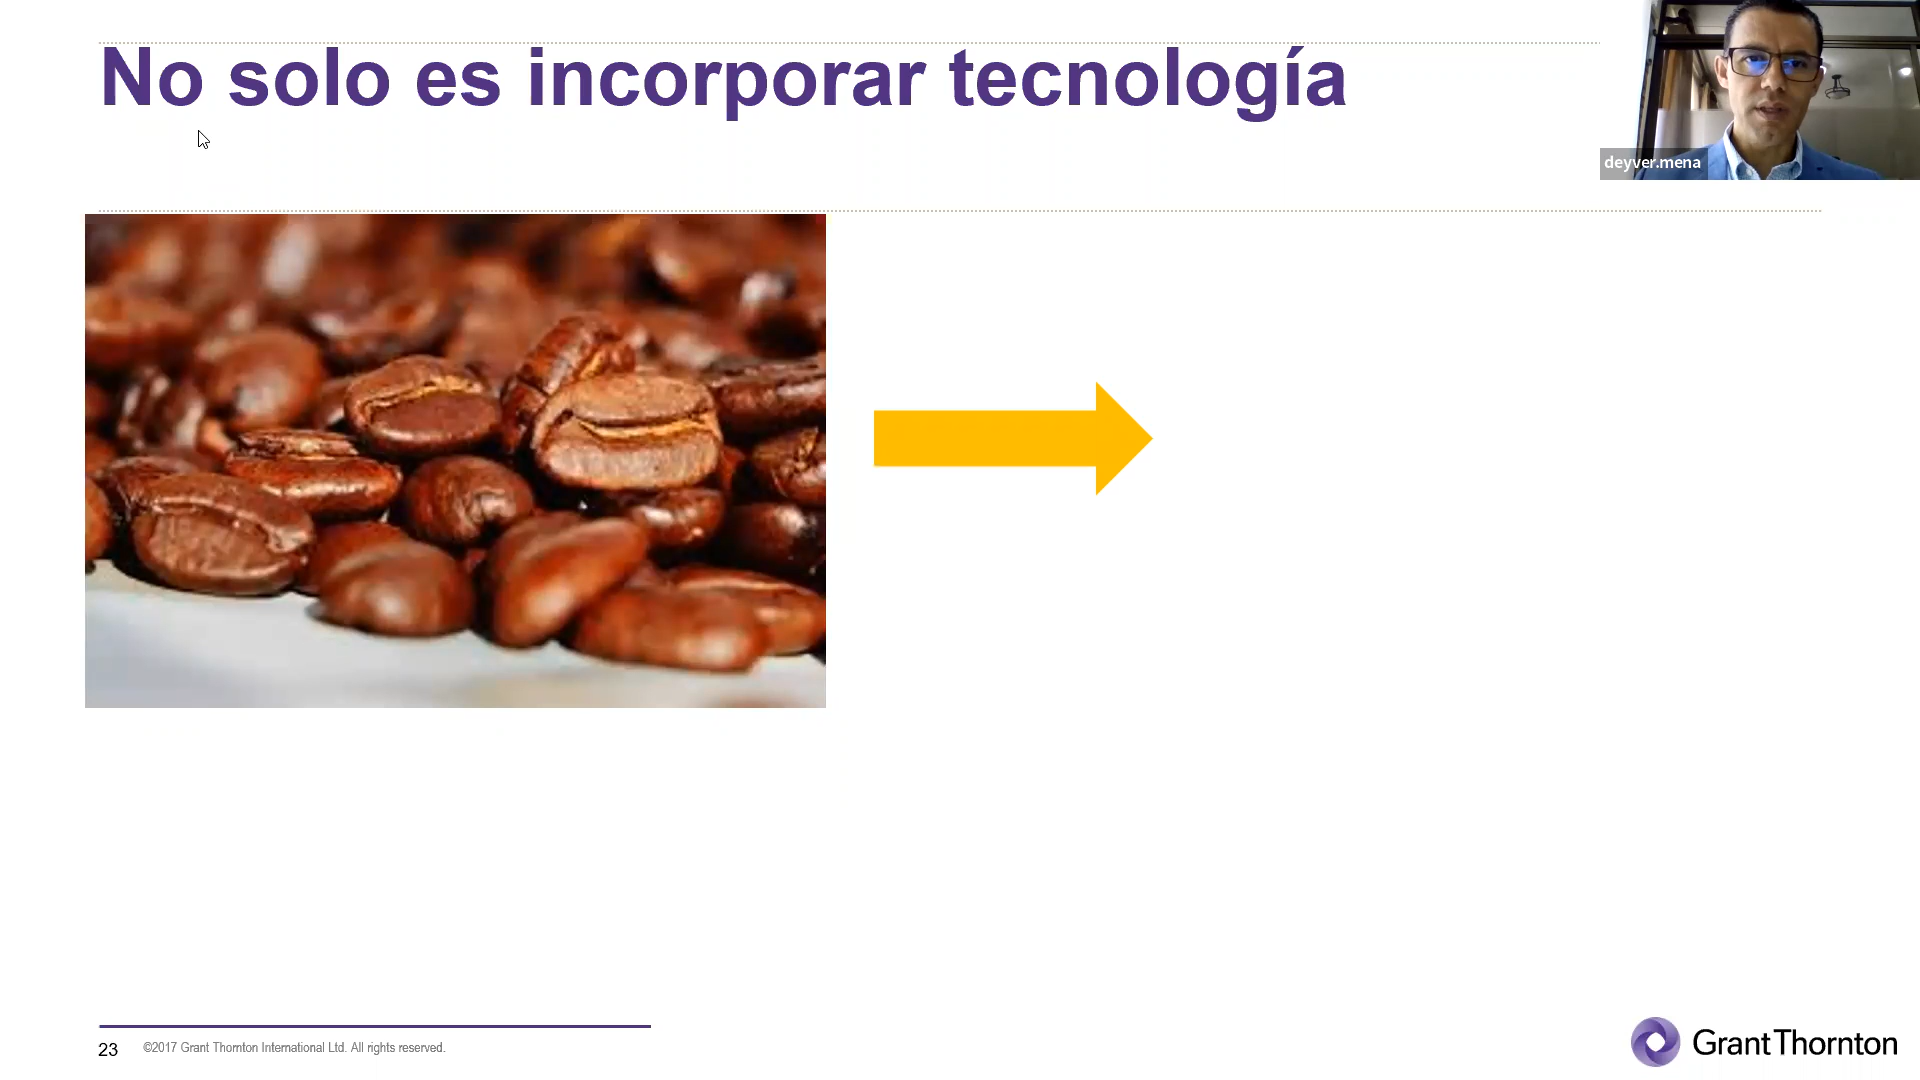 No solo es incorporar tecnología
deyver.mena
23 ©2017 Grant Thornton International Ltd. All rights reserved.
Grant Thornton